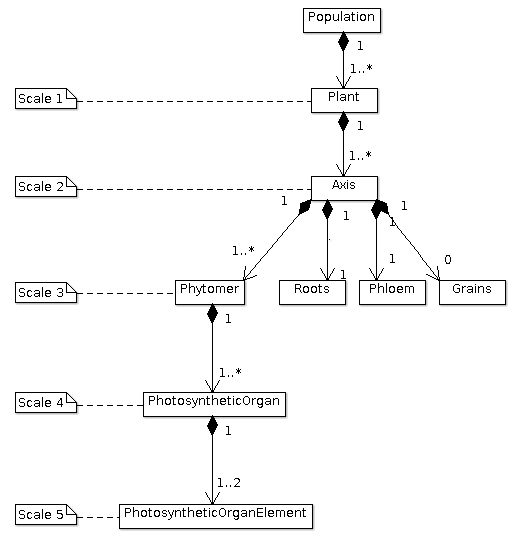 Population
1
1..*
Scale 1
Plant
1
1..*
Scale 2
Axis
1
1
1
1
1..*
1
1
0
Scale 3
Phytomer
Roots
Phloem
Grains
1
1..*
Scale 4
PhotosyntheticOrgan
1
1..2
Scale 5
PhotosyntheticOrganElement